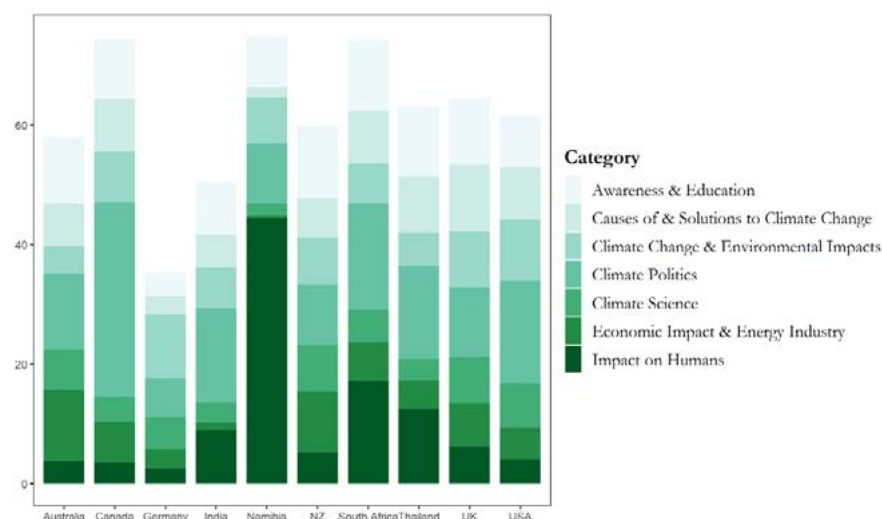 60
40
20
0
Australia Canada Germany India Namibia NZ South Africa Thailand UK USA
Category
Awareness & Education
Causes of & Solutions to Climate Change
Climate Change & Environmental Impacts
Climate Politics
Climate Science
Economic Impact & Energy Industry
Impact on Humans